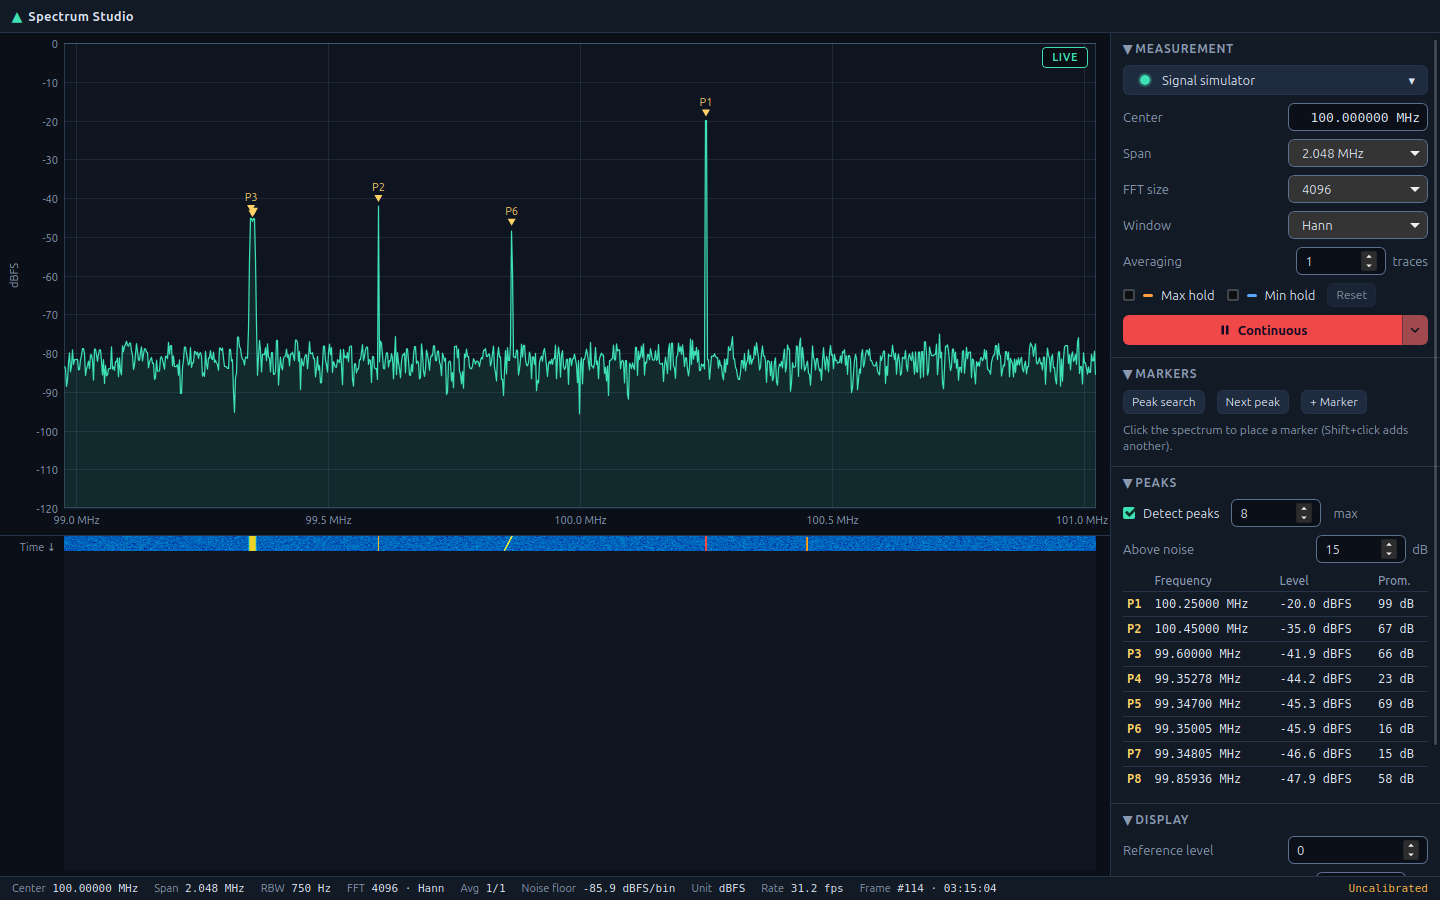 Spectrum Studio
LIVE
0
-10
-20
-30
-40
-50
-60
-70
-80
-90
-100
-110
-120
dBFS
P1
P2
P3
P6
99.0 MHz 99.5 MHz 100.0 MHz 100.5 MHz 101.0 MHz
Time ↓
▼ MEASUREMENT
Signal simulator
Center 100.000000 MHz
Span 2.048 MHz
FFT size 4096
Window Hann
Averaging 1 traces
Max hold Min hold Reset
Continuous
▼ MARKERS
Peak search Next peak + Marker
Click the spectrum to place a marker (Shift+click adds
another).
▼ PEAKS
Detect peaks 8 max
Above noise 15 dB
Frequency Level Prom.
P1 100.25000 MHz -20.0 dBFS 99 dB
P2 100.45000 MHz -35.0 dBFS 67 dB
P3 99.60000 MHz -41.9 dBFS 66 dB
P4 99.35278 MHz -44.2 dBFS 23 dB
P5 99.34700 MHz -45.3 dBFS 69 dB
P6 99.35005 MHz -45.9 dBFS 16 dB
P7 99.34805 MHz -46.6 dBFS 15 dB
P8 99.85936 MHz -47.9 dBFS 58 dB
▼ DISPLAY
Reference level 0
Center 100.00000 MHz Span 2.048 MHz RBW 750 Hz FFT 4096 · Hann Avg 1/1 Noise floor -85.9 dBFS/bin Unit dBFS Rate 31.2 fps Frame #114 · 03:15:04 Uncalibrated